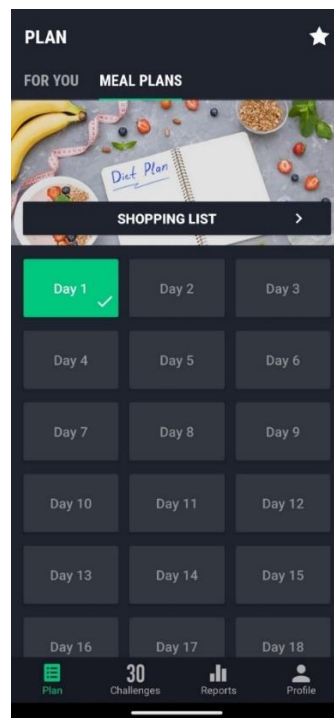 PLAN
FOR YOU MEAL PLANS
Diet Plan
SHOPPING LIST
Day 1 Day 2 Day 3
Day 4 Day 5 Day 6
Day 7 Day 8 Day 9
Day 10 Day 11 Day 12
Day 13 Day 14 Day 15
Day 16 Day 17 Day 18
30
Plan Challenges Reports Profile